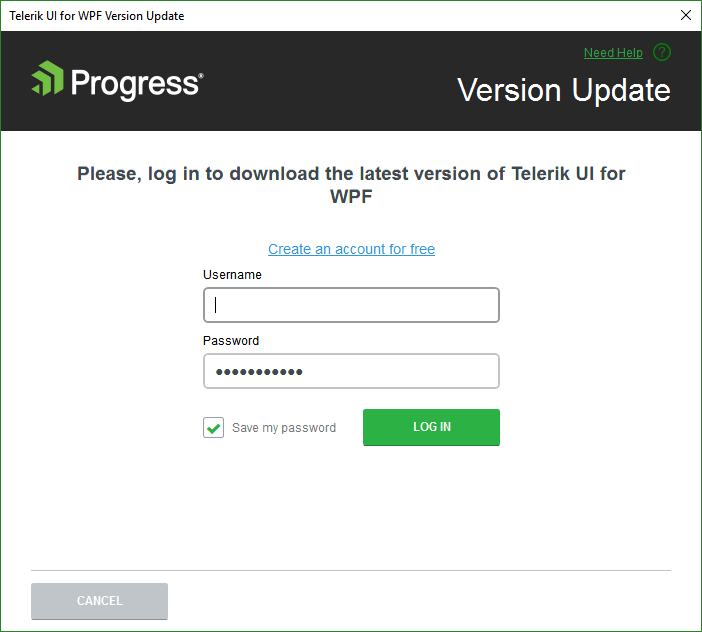 Telerik UI for WPF Version Update
Need Help ?
Progress®
Version Update
Please, log in to download the latest version of Telerik UI for
WPF
Create an account for free
Username
Password
●●●●●●●●●●●
Save my password
LOG IN
CANCEL